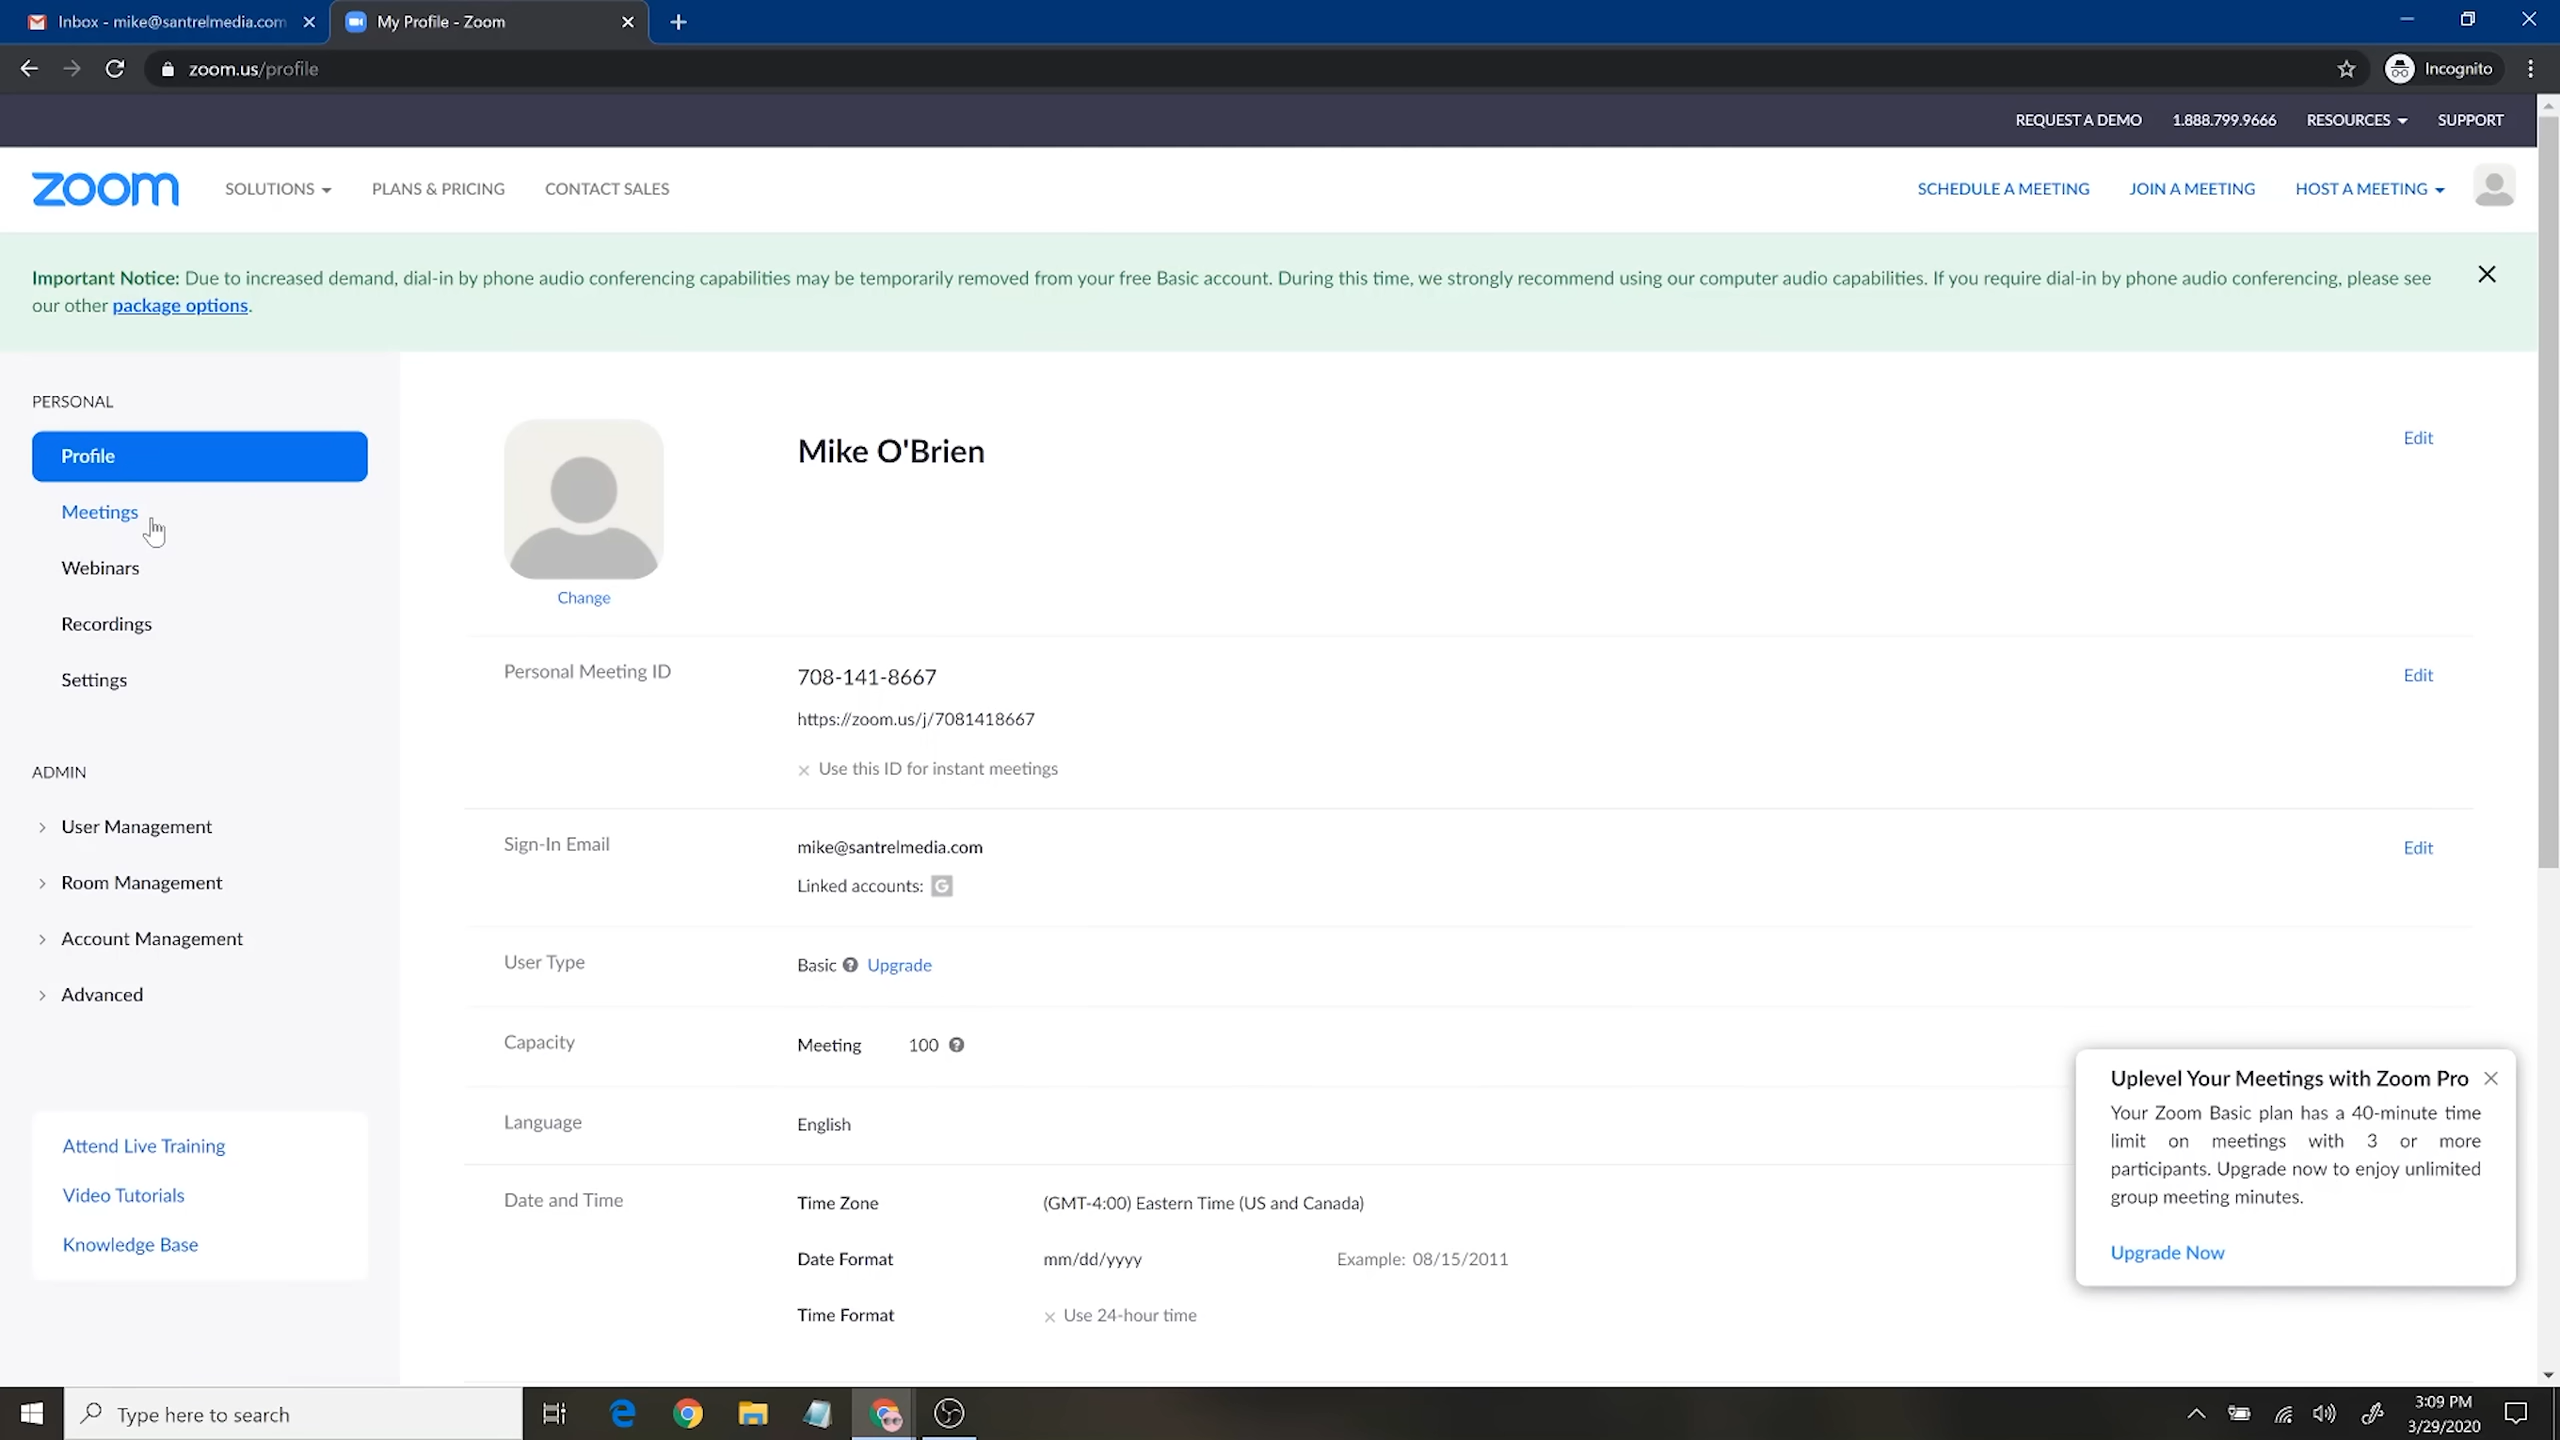 Inbox - mike@santrelmedia.com
My Profile - Zoom
zoom.us/profile
Incognito
REQUEST A DEMO
1.888.799.9666
RESOURCES
SUPPORT
zoom
SOLUTIONS
PLANS & PRICING
CONTACT SALES
SCHEDULE A MEETING
JOIN A MEETING
HOST A MEETING
Important Notice: Due to increased demand, dial-in by phone audio conferencing capabilities may be temporarily removed from your free Basic account. During this time, we strongly recommend using our computer audio capabilities. If you require dial-in by phone audio conferencing, please see
our other package options.
PERSONAL
Profile
Meetings
Webinars
Recordings
Settings
ADMIN
User Management
Room Management
Account Management
Advanced
Attend Live Training
Video Tutorials
Knowledge Base
Mike O'Brien
Edit
Change
Personal Meeting ID
708-141-8667
Edit
https://zoom.us/j/7081418667
× Use this ID for instant meetings
Sign-In Email
mike@santrelmedia.com
Edit
Linked accounts: G
User Type
Basic ? Upgrade
Capacity
Meeting 100 ?
Language
English
Date and Time
Time Zone
(GMT-4:00) Eastern Time (US and Canada)
Date Format
mm/dd/yyyy
Example: 08/15/2011
Time Format
× Use 24-hour time
Uplevel Your Meetings with Zoom Pro
Your Zoom Basic plan has a 40-minute time
limit on meetings with 3 or more
participants. Upgrade now to enjoy unlimited
group meeting minutes.
Upgrade Now
Type here to search
3:09 PM
3/29/2020